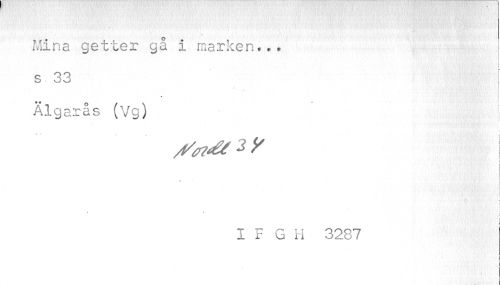 Mina getter gå i marken...
s 33
Älgarås (Vg)
Nordl 34
I F G H 3287